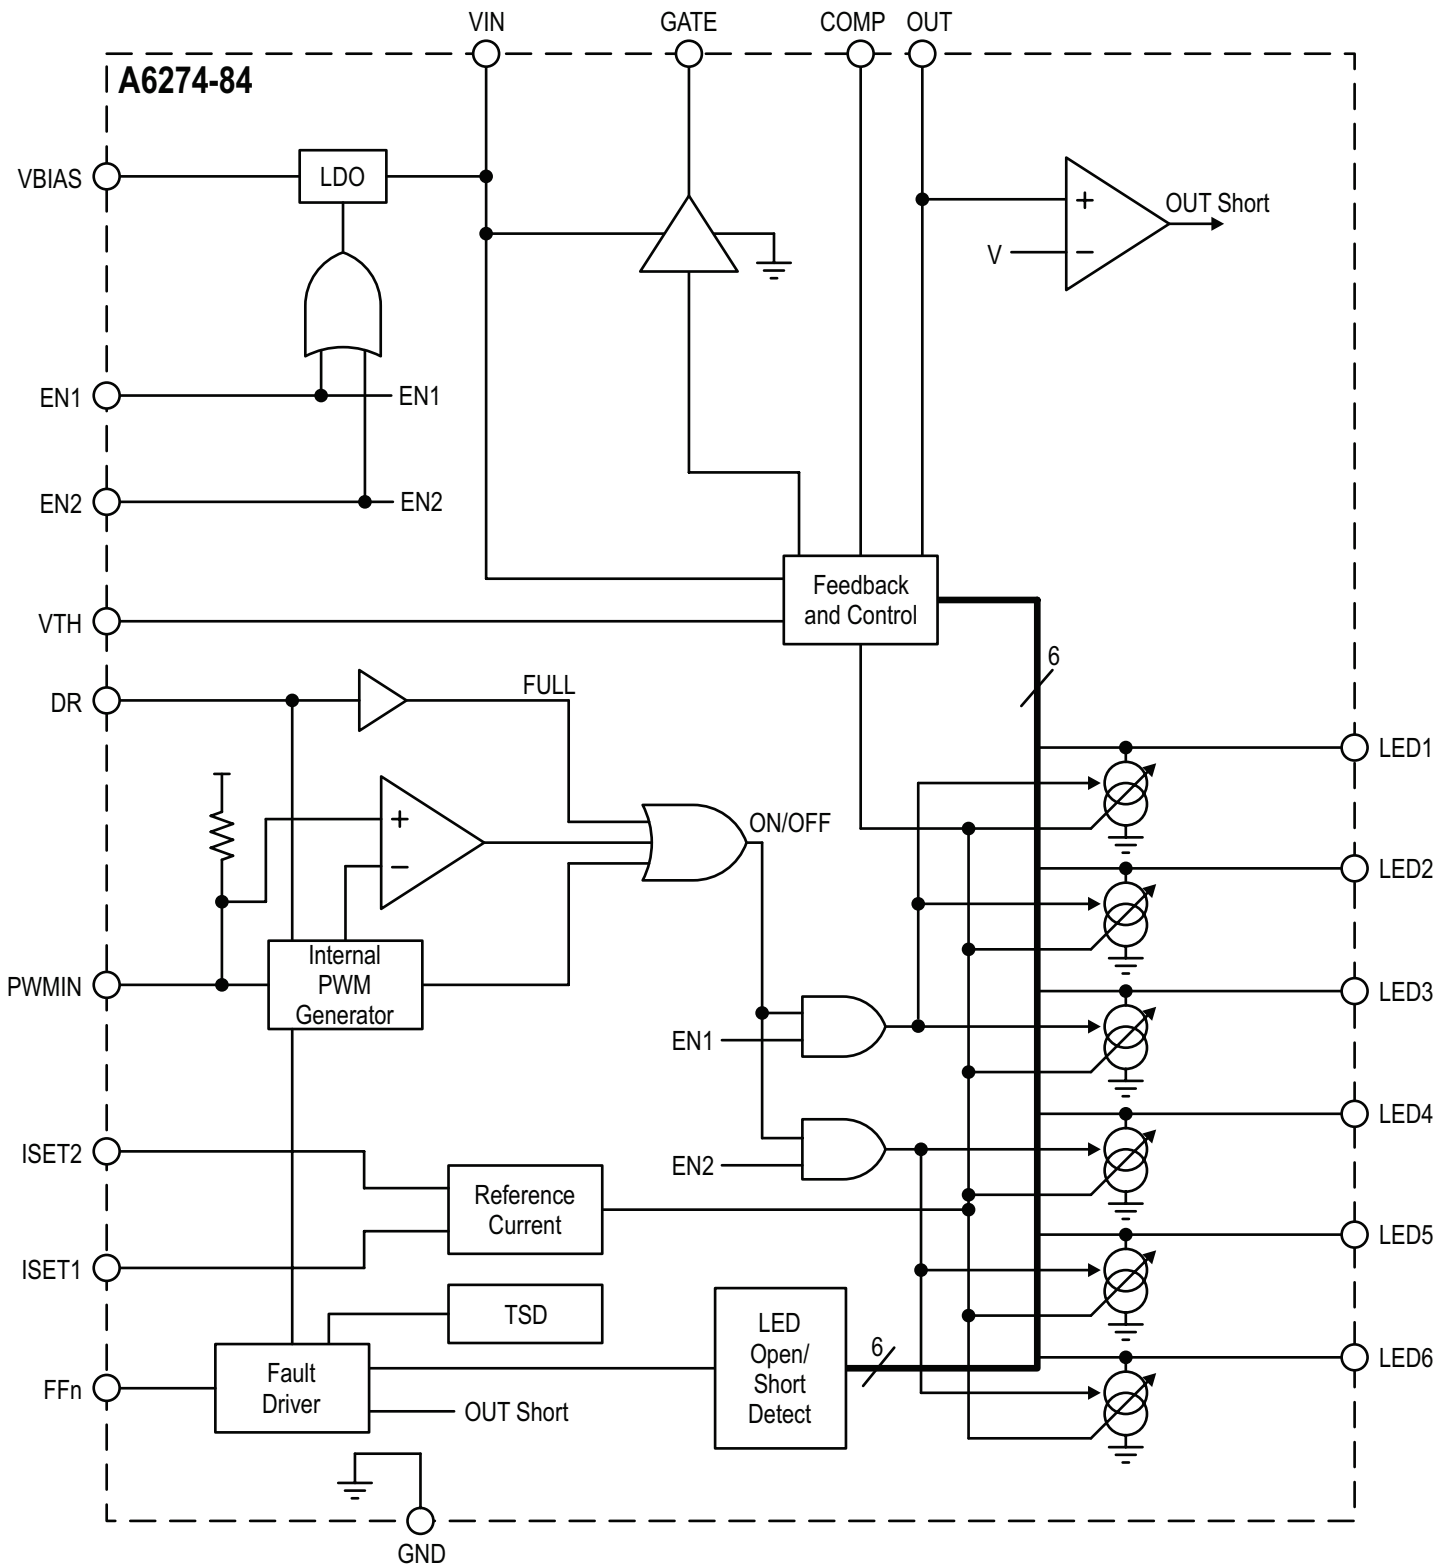 VIN
GATE
COMP
OUT
A6274-84
VBIAS
LDO
+
OUT Short
V
−
EN1
EN1
EN2
EN2
Feedback
and Control
VTH
6
DR
FULL
LED1
+
ON/OFF
−
LED2
Internal
PWM
Generator
PWMIN
LED3
EN1
LED4
ISET2
EN2
Reference
Current
LED5
ISET1
TSD
LED
Open/
Short
Detect
6
LED6
Fault
Driver
FFn
OUT Short
GND